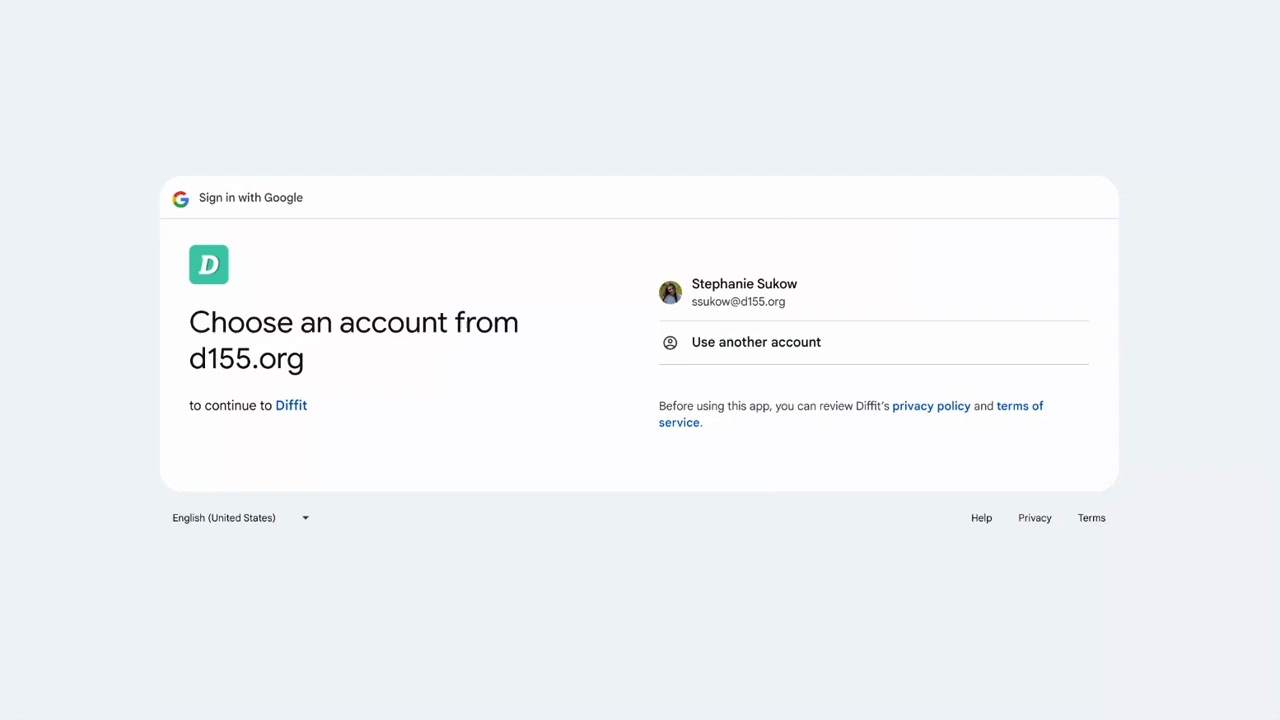 Sign in with Google
D
Choose an account from
d155.org
to continue to Diffit
Stephanie Sukow
ssukow@d155.org
Use another account
Before using this app, you can review Diffit's privacy policy and terms of
service.
English (United States)
Help Privacy Terms